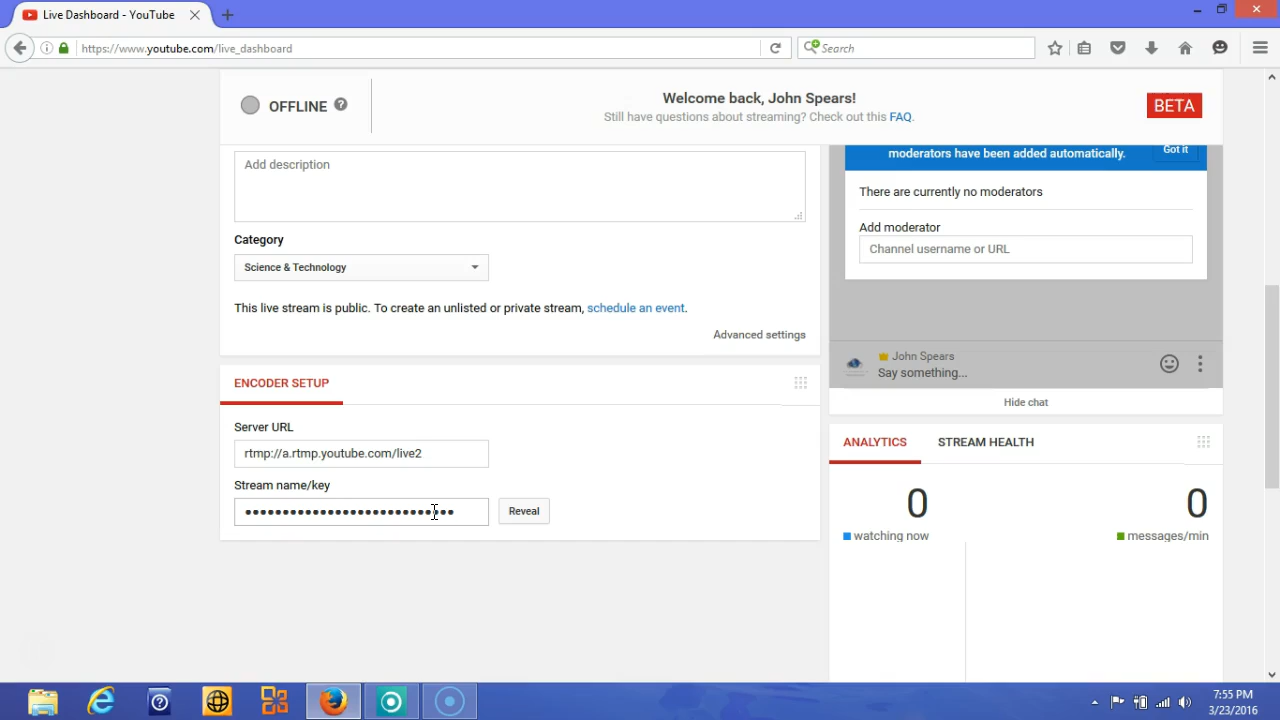 Live Dashboard - YouTube
https://www.youtube.com/live_dashboard
Search
OFFLINE
Welcome back, John Spears!
Still have questions about streaming? Check out this FAQ.
BETA
Add description
Category
Science & Technology
This live stream is public. To create an unlisted or private stream, schedule an event.
Advanced settings
moderators have been added automatically.
Got it
There are currently no moderators
Add moderator
Channel username or URL
John Spears
Say something...
Hide chat
ENCODER SETUP
Server URL
rtmp://a.rtmp.youtube.com/live2
Stream name/key
••••••••••••••••••••••••
Reveal
ANALYTICS
STREAM HEALTH
0
watching now
0
messages/min
7:55 PM
3/23/2016